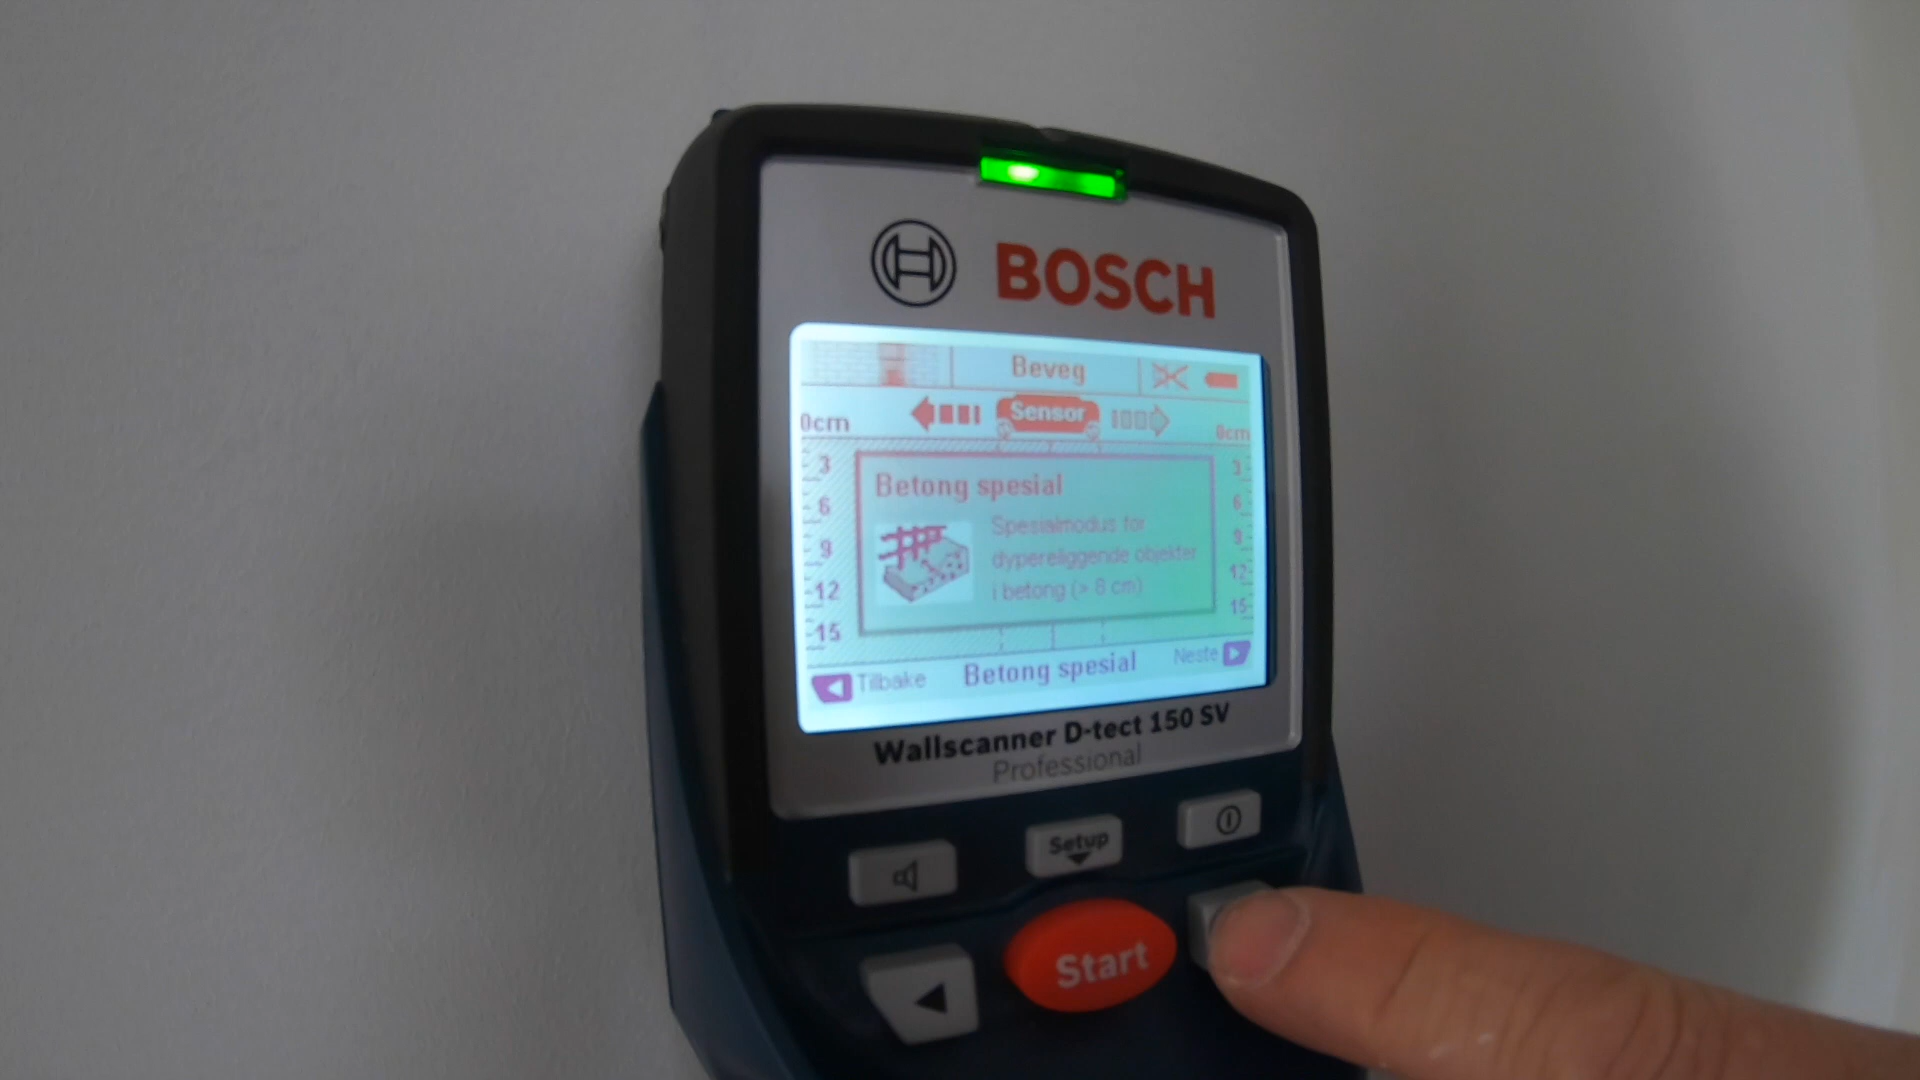 BOSCH
Beveg
Sensor
0cm
0cm
3
3
6
6
9
9
12
12
15
15
Betong spesial
Spesialmodus for
dypereliggende objekter
i betong (> 8 cm)
Tilbake
Betong spesial
Neste
Wallscanner D-tect 150 SV
Professional
Setup
Start